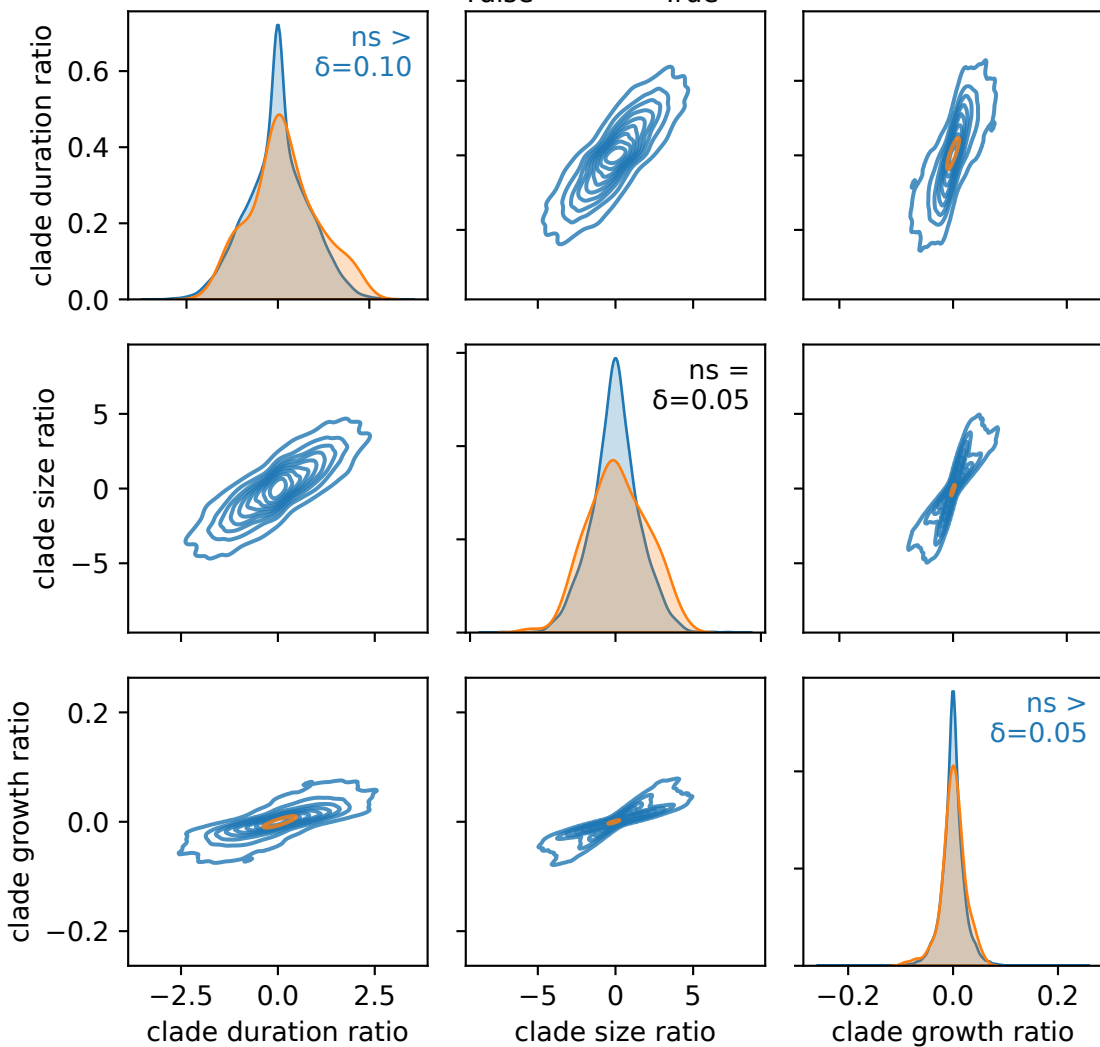 clade duration ratio
0.6
0.4
0.2
0.0
ns >
δ=0.10
clade size ratio
5
0
−5
ns =
δ=0.05
clade growth ratio
0.2
0.0
−0.2
ns >
δ=0.05
−2.5 0.0 2.5
−5 0 5
−0.2 0.0 0.2
clade duration ratio
clade size ratio
clade growth ratio